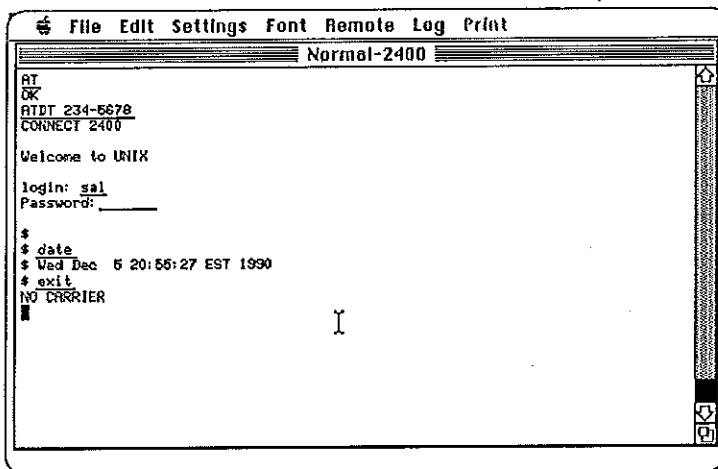 File Edit Settings Font Remote Log Print
Normal-2400
AT
OK
ATDT 234-5678
CONNECT 2400
Welcome to UNIX
login: sal
Password:
$
$ date
$ Wed Dec 5 20:55:27 EST 1990
$ exit
NO CARRIER